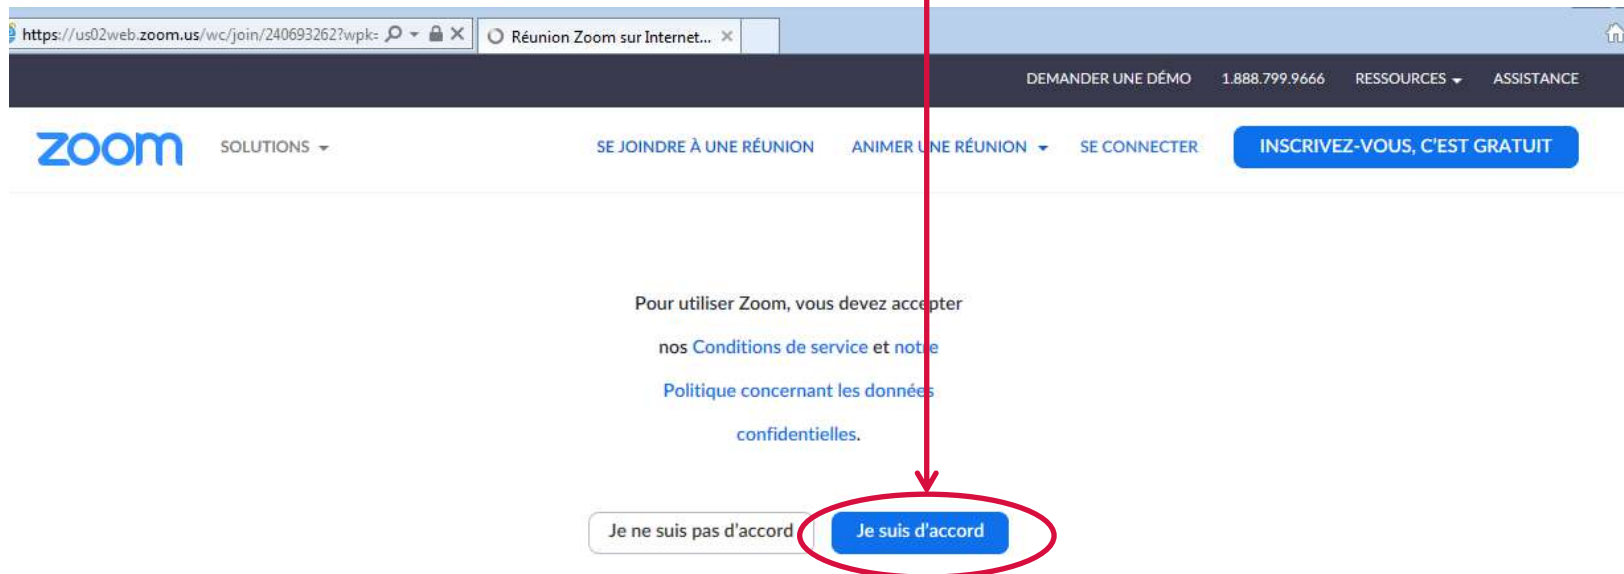 https://us02web.zoom.us/wc/join/240693262?wpk= Réunion Zoom sur Internet...
DEMANDER UNE DÉMO 1.888.799.9666 RESSOURCES ASSISTANCE
zoom SOLUTIONS SE JOINDRE À UNE RÉUNION ANIMER UNE RÉUNION SE CONNECTER INSCRIVEZ-VOUS, C'EST GRATUIT
Pour utiliser Zoom, vous devez accepter
nos Conditions de service et notre
Politique concernant les données
confidentielles.
Je ne suis pas d'accord Je suis d'accord